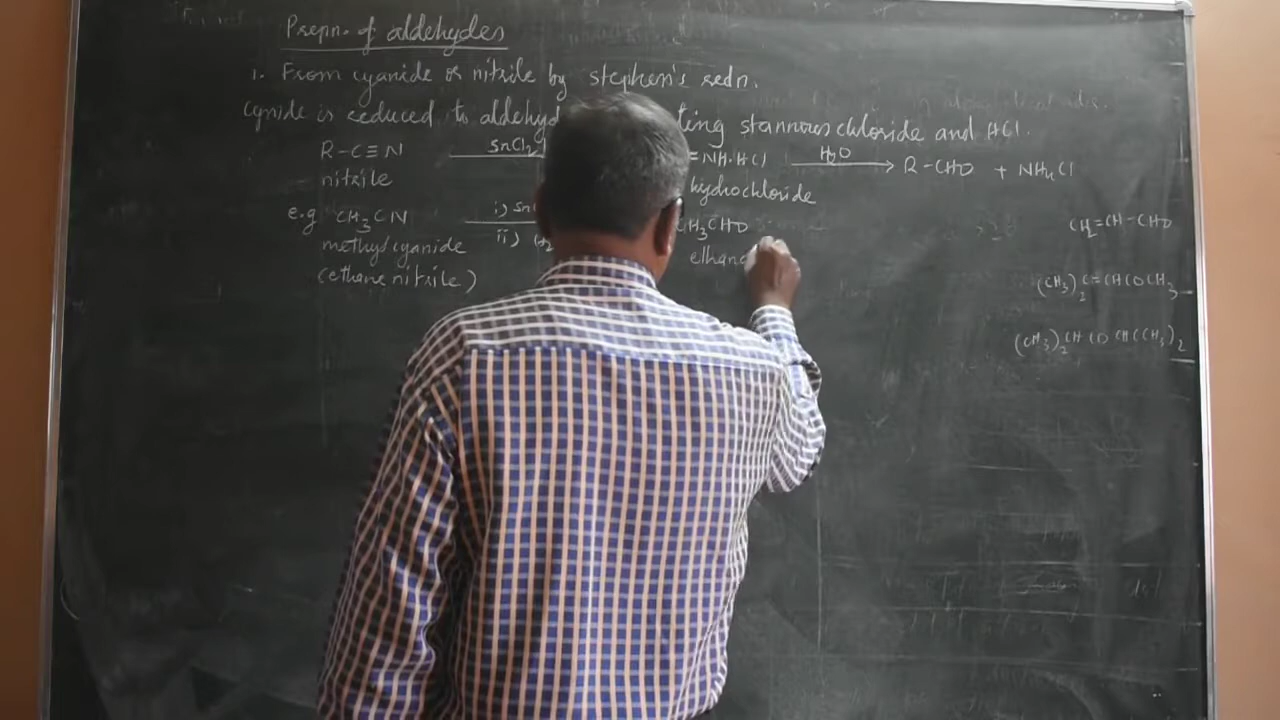 Prepn. of aldehydes
1. From cyanide or nitrile by stephen's redn.
Cynide is reduced to aldehyd ting stannous chloride and HCl.
R-C≡N SnCl2 =NH·HCl H2O R-CHO + NH4Cl
nitrile hydrochloride
e.g CH3CN i) Sn CH3CHO CH2=CH-CHO
methyl cyanide ii) ethano
(ethane nitrile) (CH3)2C=CHCOCH3
(CH3)2CHCOCH(CH3)2